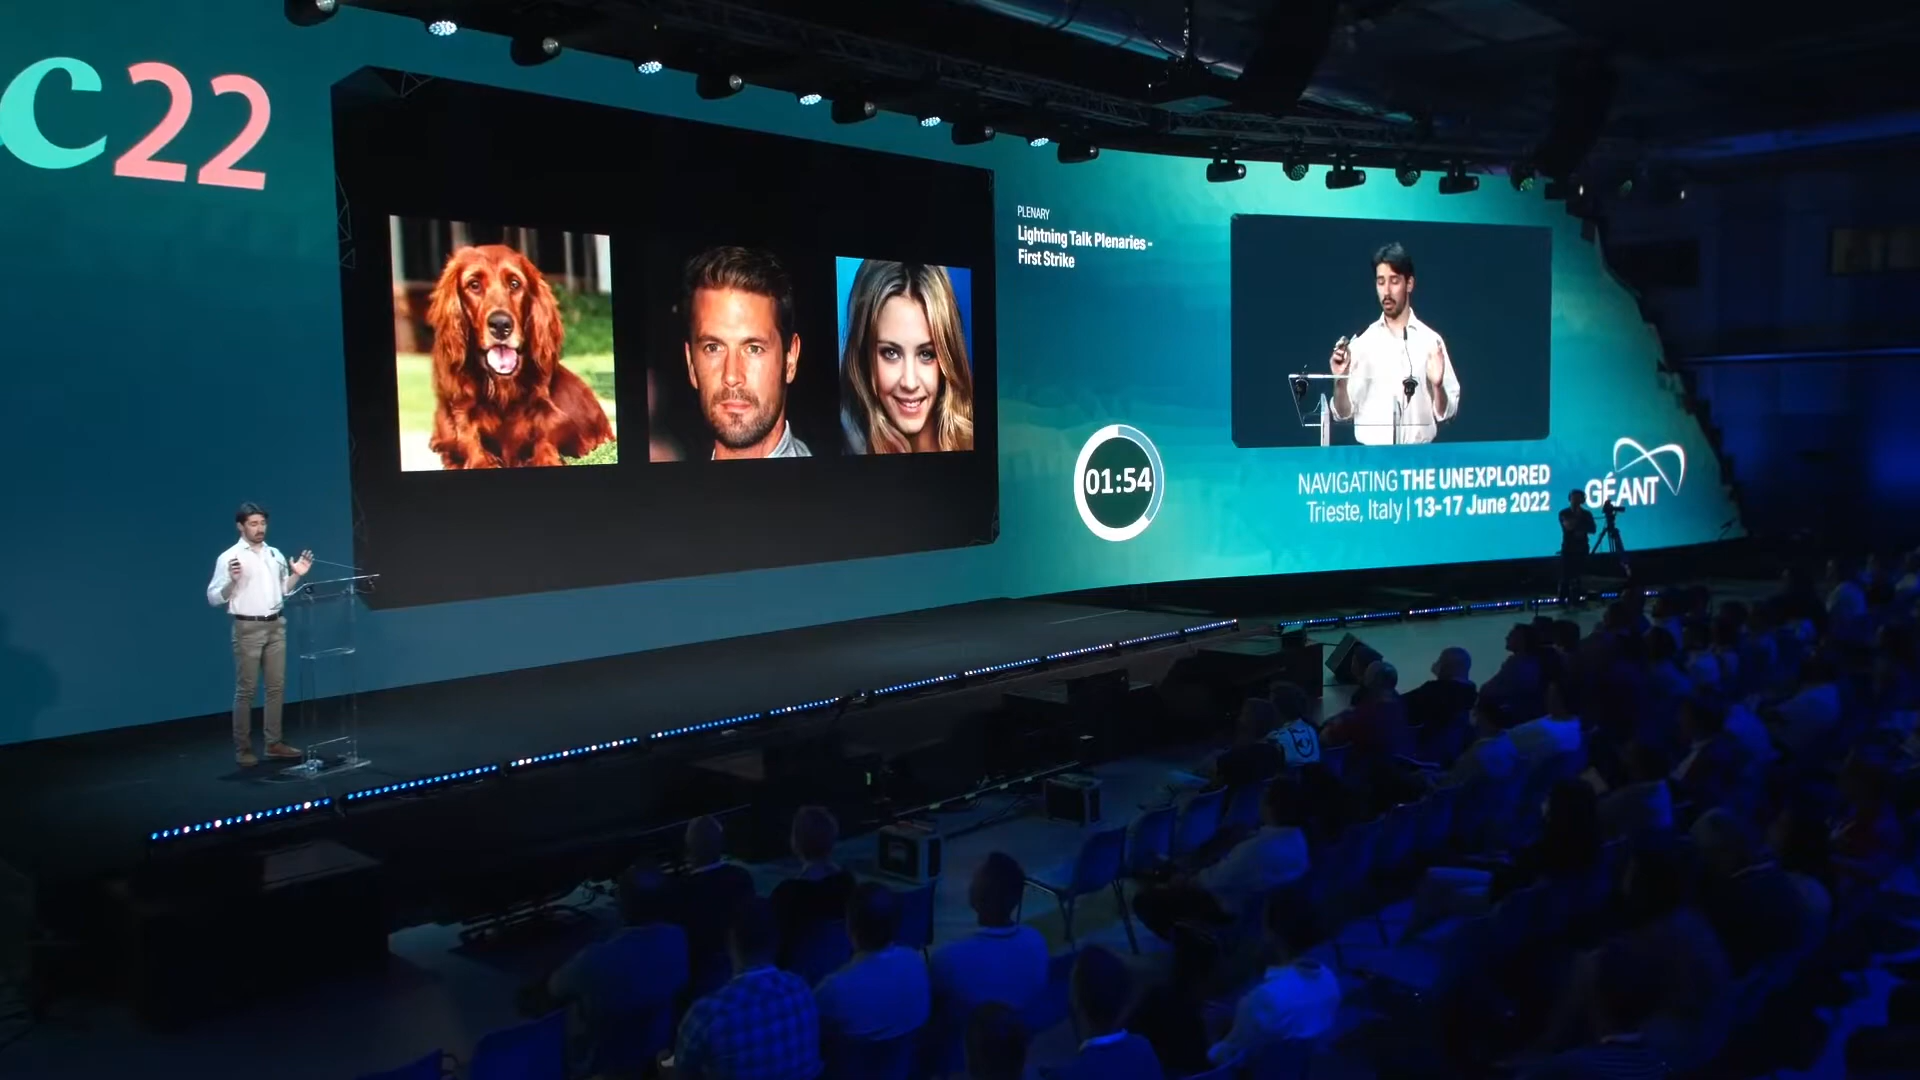 c22
PLENARY
Lightning Talk Plenaries -
First Strike
01:54
NAVIGATING THE UNEXPLORED
Trieste, Italy | 13-17 June 2022
GÉANT